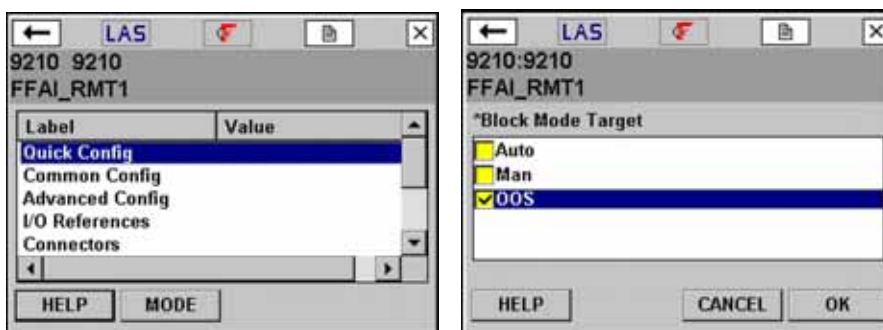 LAS
9210 9210
FFAI_RMT1
Label Value
Quick Config
Common Config
Advanced Config
I/O References
Connectors
HELP MODE
LAS
9210:9210
FFAI_RMT1
*Block Mode Target
Auto
Man
OOS
HELP CANCEL OK